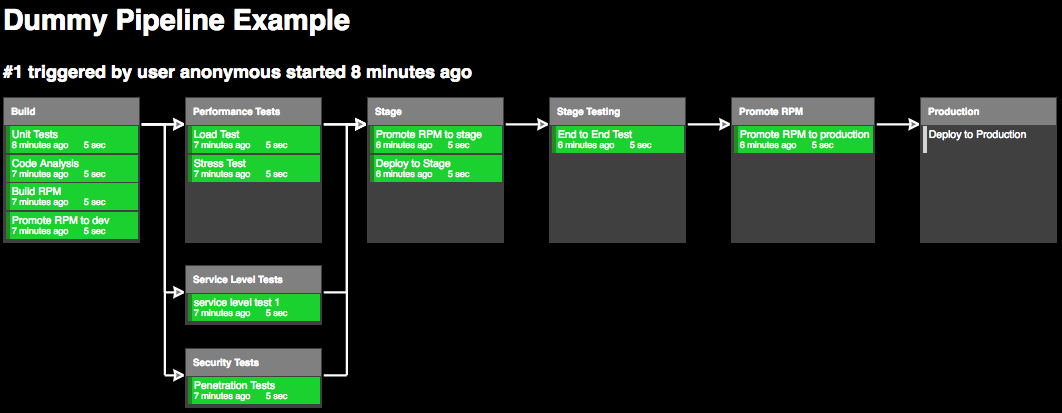 Dummy Pipeline Example
#1 triggered by user anonymous started 8 minutes ago
Build
Unit Tests
8 minutes ago 5 sec
Code Analysis
7 minutes ago 5 sec
Build RPM
7 minutes ago 5 sec
Promote RPM to dev
7 minutes ago 5 sec
Performance Tests
Load Test
7 minutes ago 5 sec
Stress Test
7 minutes ago 5 sec
Service Level Tests
service level test 1
7 minutes ago 5 sec
Security Tests
Penetration Tests
7 minutes ago 5 sec
Stage
Promote RPM to stage
6 minutes ago 5 sec
Deploy to Stage
6 minutes ago 5 sec
Stage Testing
End to End Test
6 minutes ago 5 sec
Promote RPM
Promote RPM to production
6 minutes ago 5 sec
Production
Deploy to Production